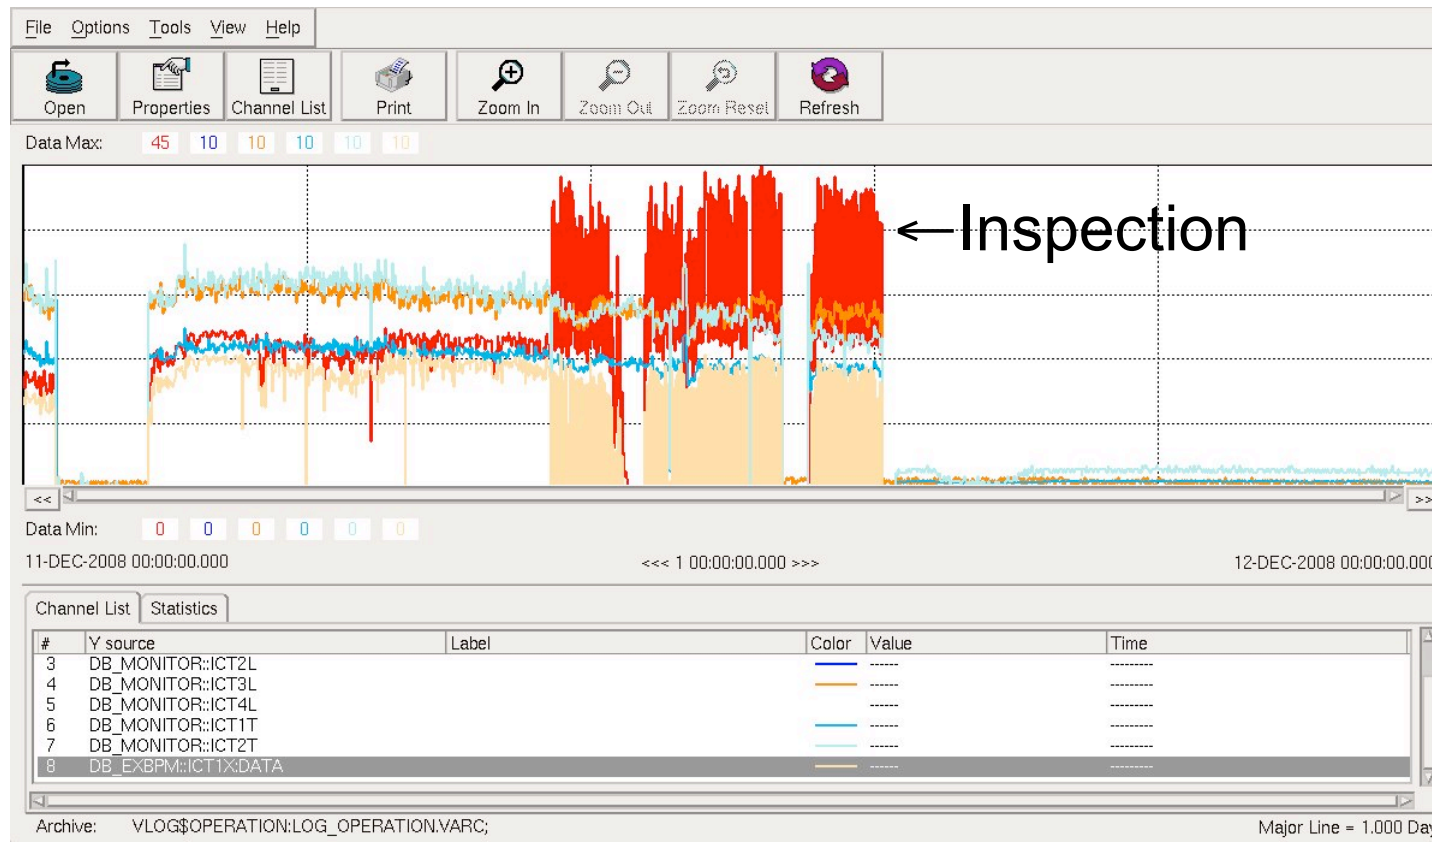 File Options Tools View Help
Open Properties Channel List Print Zoom In Zoom Out Zoom Reset Refresh
Data Max: 45 10 10 10 10 10
←Inspection
<< >>
Data Min: 0 0 0 0 0 0
11-DEC-2008 00:00:00.000 <<< 1 00:00:00.000 >>> 12-DEC-2008 00:00:00.000
Channel List Statistics
# Y source Label Color Value Time
3 DB_MONITOR::ICT2L ------ ---------
4 DB_MONITOR::ICT3L ------ ---------
5 DB_MONITOR::ICT4L ------ ---------
6 DB_MONITOR::ICT1T ------ ---------
7 DB_MONITOR::ICT2T ------ ---------
8 DB_EXBPM::ICT1X:DATA ------ ---------
Archive: VLOG$OPERATION:LOG_OPERATION.VARC; Major Line = 1.000 Day